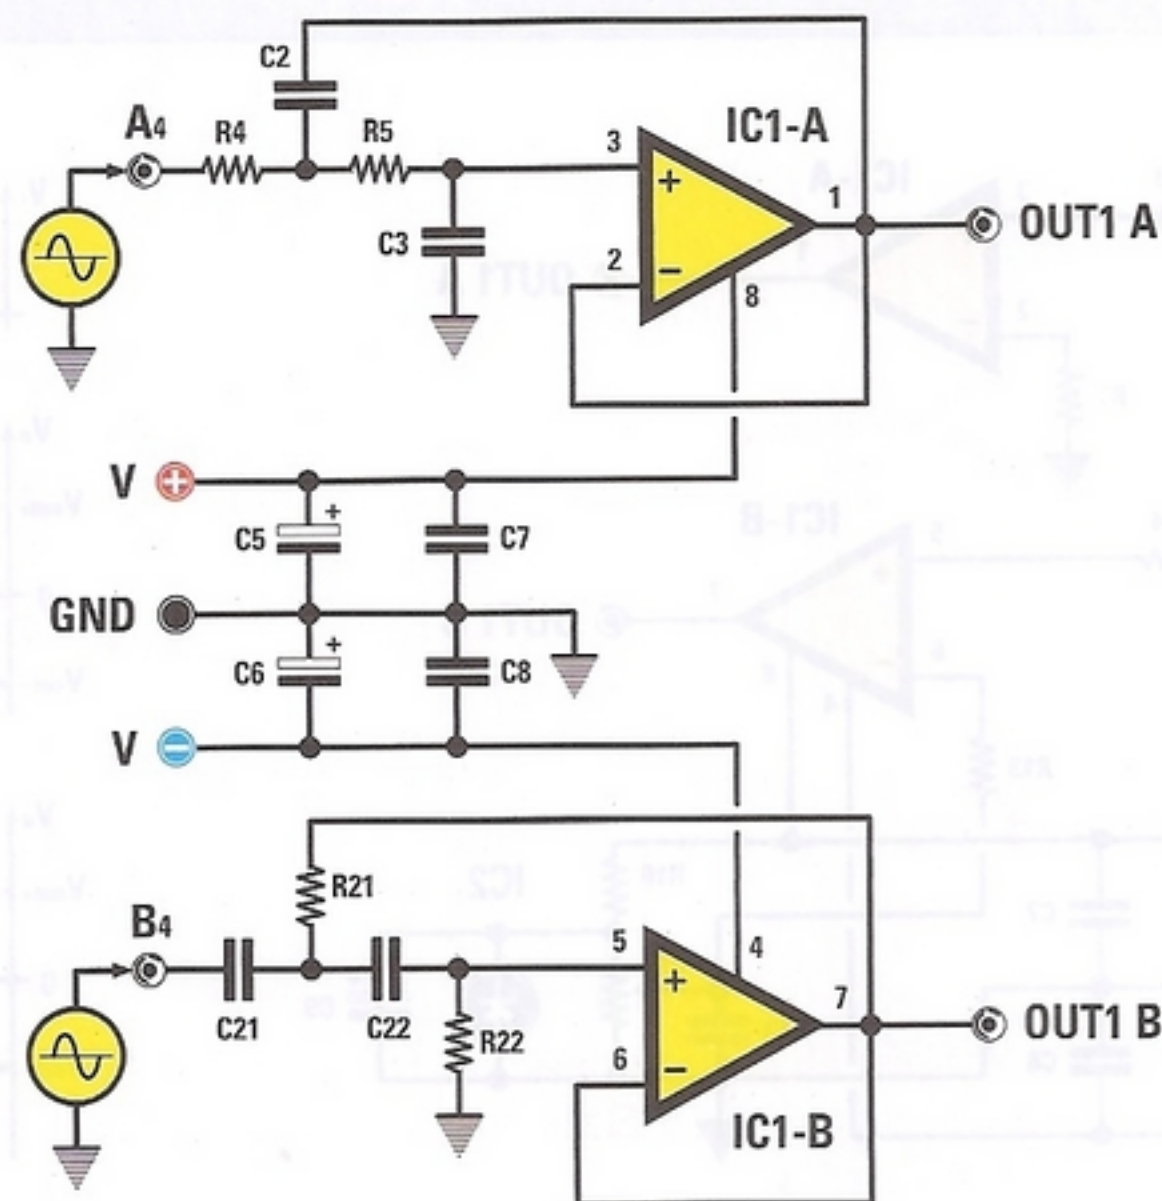 C2
A4
R4
R5
3
IC1-A
+
1
OUT1 A
C3
2
−
8
V +
+
C5
C7
GND
+
C6
C8
V −
R21
B4
5
4
+
7
OUT1 B
C21
C22
R22
6
−
IC1-B